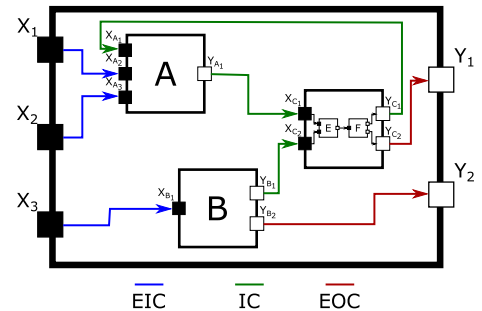 X1
X2
X3
XA1
XA2
XA3
A
YA1
XB1
B
YB1
YB2
XC1
XC2
E
F
YC1
YC2
Y1
Y2
EIC
IC
EOC